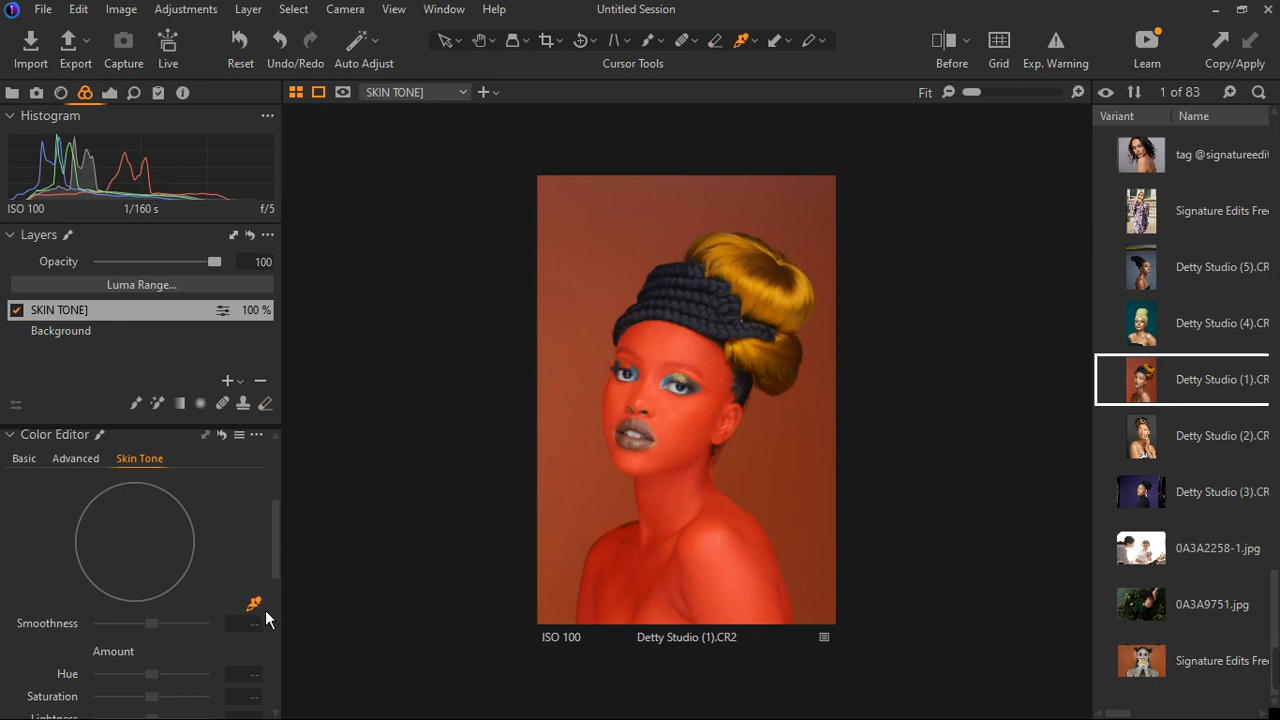 File Edit Image Adjustments Layer Select Camera View Window Help Untitled Session
Import Export Capture Live Reset Undo/Redo Auto Adjust Cursor Tools Before Grid Exp. Warning Learn Copy/Apply
SKIN TONE] Fit 1 of 83
Histogram
ISO 100 1/160 s f/5
Layers
Opacity 100
Luma Range...
SKIN TONE] 100 %
Background
Color Editor
Basic Advanced Skin Tone
Smoothness --
Amount
Hue --
Saturation --
Lightness
ISO 100 Detty Studio (1).CR2
Variant Name
tag @signatureedit
Signature Edits Fre
Detty Studio (5).CR
Detty Studio (4).CR
Detty Studio (1).CR
Detty Studio (2).CR
Detty Studio (3).CR
0A3A2258-1.jpg
0A3A9751.jpg
Signature Edits Fre